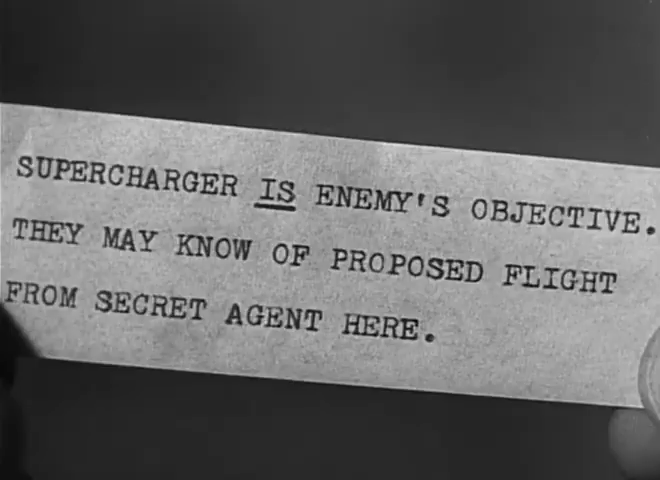 SUPERCHARGER IS ENEMY'S OBJECTIVE.
THEY MAY KNOW OF PROPOSED FLIGHT
FROM SECRET AGENT HERE.